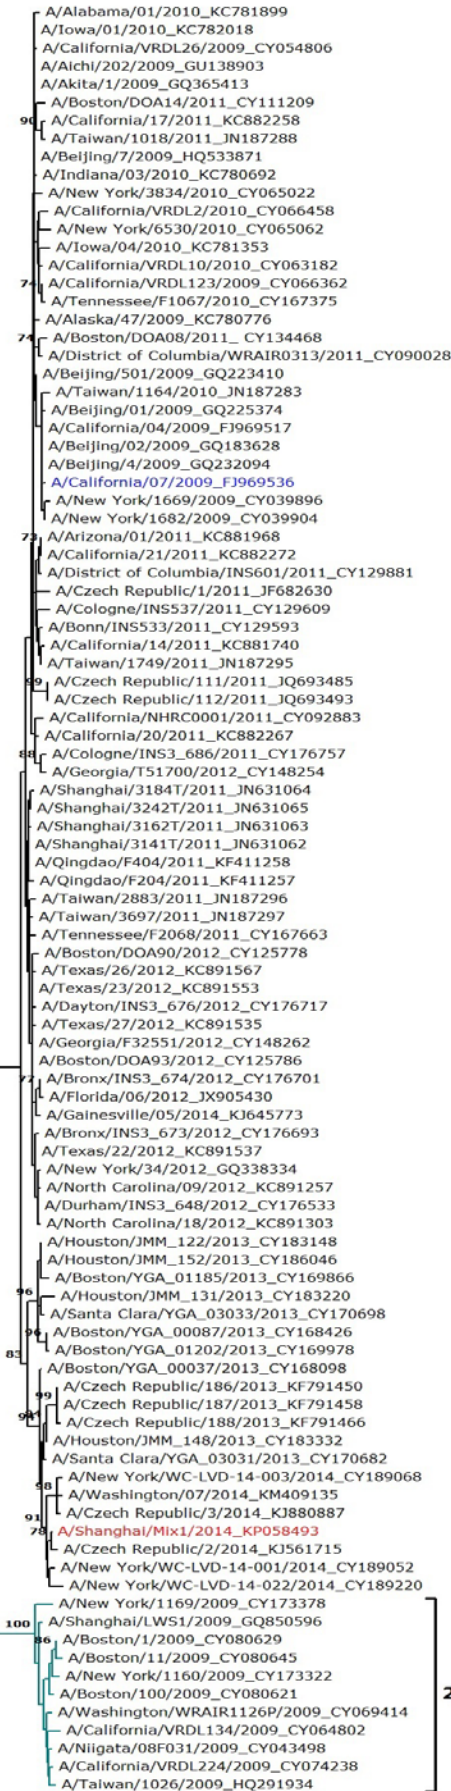 A/Alabama/01/2010_KC781899
A/Iowa/01/2010_KC782018
A/California/VRDL26/2009_CY054806
A/Aichi/202/2009_GU138903
A/Akita/1/2009_GQ365413
A/Boston/DOA14/2011_CY111209
90
A/California/17/2011_KC882258
A/Taiwan/1018/2011_JN187288
A/Beijing/7/2009_HQ533871
A/Indiana/03/2010_KC780692
A/New York/3834/2010_CY065022
A/California/VRDL2/2010_CY066458
A/New York/6530/2010_CY065062
A/Iowa/04/2010_KC781353
A/California/VRDL10/2010_CY063182
A/California/VRDL123/2009_CY066362
A/Tennessee/F1067/2010_CY167375
A/Alaska/47/2009_KC780776
74
A/Boston/DOA08/2011_ CY134468
A/District of Columbia/WRAIR0313/2011_CY090028
A/Beijing/501/2009_GQ223410
A/Taiwan/1164/2010_JN187283
A/Beijing/01/2009_GQ225374
A/California/04/2009_FJ969517
A/Beijing/02/2009_GQ183628
A/Beijing/4/2009_GQ232094
A/California/07/2009_FJ969536
A/New York/1669/2009_CY039896
A/New York/1682/2009_CY039904
73
A/Arizona/01/2011_KC881968
A/California/21/2011_KC882272
A/District of Columbia/INS601/2011_CY129881
A/Czech Republic/1/2011_JF682630
A/Cologne/INS537/2011_CY129609
A/Bonn/INS533/2011_CY129593
A/California/14/2011_KC881740
A/Taiwan/1749/2011_JN187295
99
A/Czech Republic/111/2011_JQ693485
A/Czech Republic/112/2011_JQ693493
A/California/NHRC0001/2011_CY092883
A/California/20/2011_KC882267
88
A/Cologne/INS3_686/2011_CY176757
A/Georgia/T51700/2012_CY148254
A/Shanghai/3184T/2011_JN631064
A/Shanghai/3242T/2011_JN631065
A/Shanghai/3162T/2011_JN631063
A/Shanghai/3141T/2011_JN631062
A/Qingdao/F404/2011_KF411258
A/Qingdao/F204/2011_KF411257
A/Taiwan/2883/2011_JN187296
A/Taiwan/3697/2011_JN187297
A/Tennessee/F2068/2011_CY167663
A/Boston/DOA90/2012_CY125778
A/Texas/26/2012_KC891567
A/Texas/23/2012_KC891553
A/Dayton/INS3_676/2012_CY176717
A/Texas/27/2012_KC891535
A/Georgia/F32551/2012_CY148262
A/Boston/DOA93/2012_CY125786
77
A/Bronx/INS3_674/2012_CY176701
A/Florida/06/2012_JX905430
A/Gainesville/05/2014_KJ645773
A/Bronx/INS3_673/2012_CY176693
A/Texas/22/2012_KC891537
A/New York/34/2012_GQ338334
A/North Carolina/09/2012_KC891257
A/Durham/INS3_648/2012_CY176533
A/North Carolina/18/2012_KC891303
A/Houston/JMM_122/2013_CY183148
A/Houston/JMM_152/2013_CY186046
A/Boston/YGA_01185/2013_CY169866
96
A/Houston/JMM_131/2013_CY183220
A/Santa Clara/YGA_03033/2013_CY170698
96
A/Boston/YGA_00087/2013_CY168426
A/Boston/YGA_01202/2013_CY169978
83
A/Boston/YGA_00037/2013_CY168098
A/Czech Republic/186/2013_KF791450
99
A/Czech Republic/187/2013_KF791458
A/Czech Republic/188/2013_KF791466
A/Houston/JMM_148/2013_CY183332
A/Santa Clara/YGA_03031/2013_CY170682
A/New York/WC-LVD-14-003/2014_CY189068
98
A/Washington/07/2014_KM409135
A/Czech Republic/3/2014_KJ880887
91
78
A/Shanghai/Mix1/2014_KP058493
A/Czech Republic/2/2014_KJ561715
A/New York/WC-LVD-14-001/2014_CY189052
A/New York/WC-LVD-14-022/2014_CY189220
A/New York/1169/2009_CY173378
100
A/Shanghai/LWS1/2009_GQ850596
86
A/Boston/1/2009_CY080629
A/Boston/11/2009_CY080645
A/New York/1160/2009_CY173322
A/Boston/100/2009_CY080621
2
A/Washington/WRAIR1126P/2009_CY069414
A/California/VRDL134/2009_CY064802
A/Niigata/08F031/2009_CY043498
A/California/VRDL224/2009_CY074238
A/Taiwan/1026/2009_HQ291934